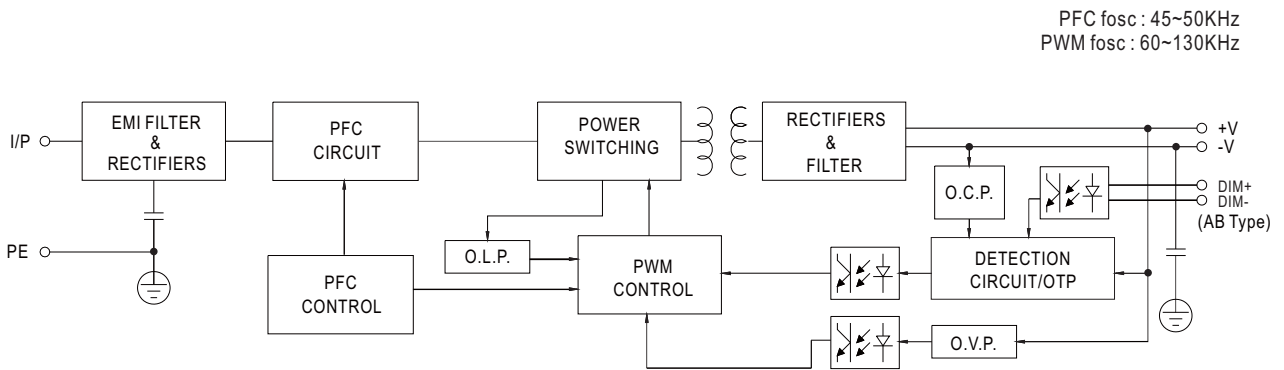 PFC fosc : 45~50KHz
PWM fosc : 60~130KHz
I/P
EMI FILTER
&
RECTIFIERS
PFC
CIRCUIT
POWER
SWITCHING
RECTIFIERS
&
FILTER
+V
-V
O.C.P.
DIM+
DIM-
(AB Type)
PE
O.L.P.
PFC
CONTROL
PWM
CONTROL
DETECTION
CIRCUIT/OTP
O.V.P.